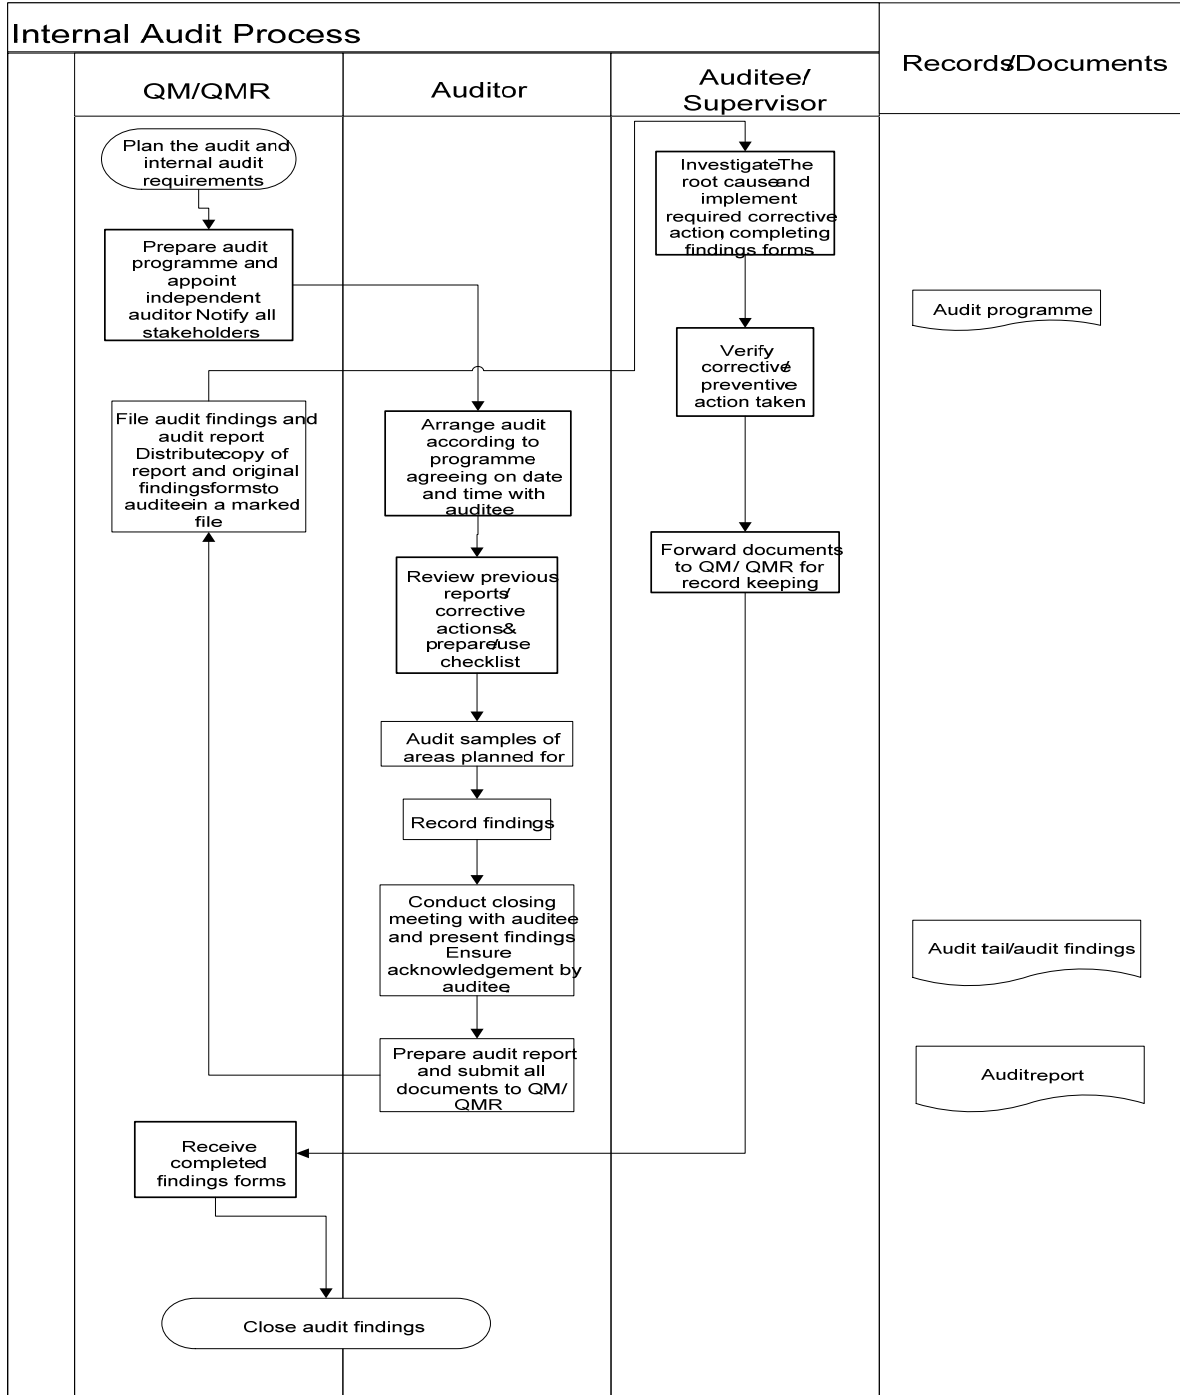 Internal Audit Process
Records/Documents
QM/QMR
Auditor
Auditee/
Supervisor
Plan the audit and
internal audit
requirements
Prepare audit
programme and
appoint
independent
auditor. Notify all
stakeholders
File audit findings and
audit report.
Distribute copy of
report and original
findings forms to
auditee in a marked
file
Receive
completed
findings forms
Close audit findings
Arrange audit
according to
programme
agreeing on date
and time with
auditee
Review previous
reports/
corrective
actions &
prepare/use
checklist
Audit samples of
areas planned for
Record findings
Conduct closing
meeting with auditee
and present findings
Ensure
acknowledgement by
auditee.
Prepare audit report
and submit all
documents to QM/
QMR
Investigate The
root cause and
implement
required corrective
action, completing
findings forms
Verify
corrective/
preventive
action taken
Forward documents
to QM/ QMR for
record keeping
Audit programme
Audit tail/audit findings
Audit report